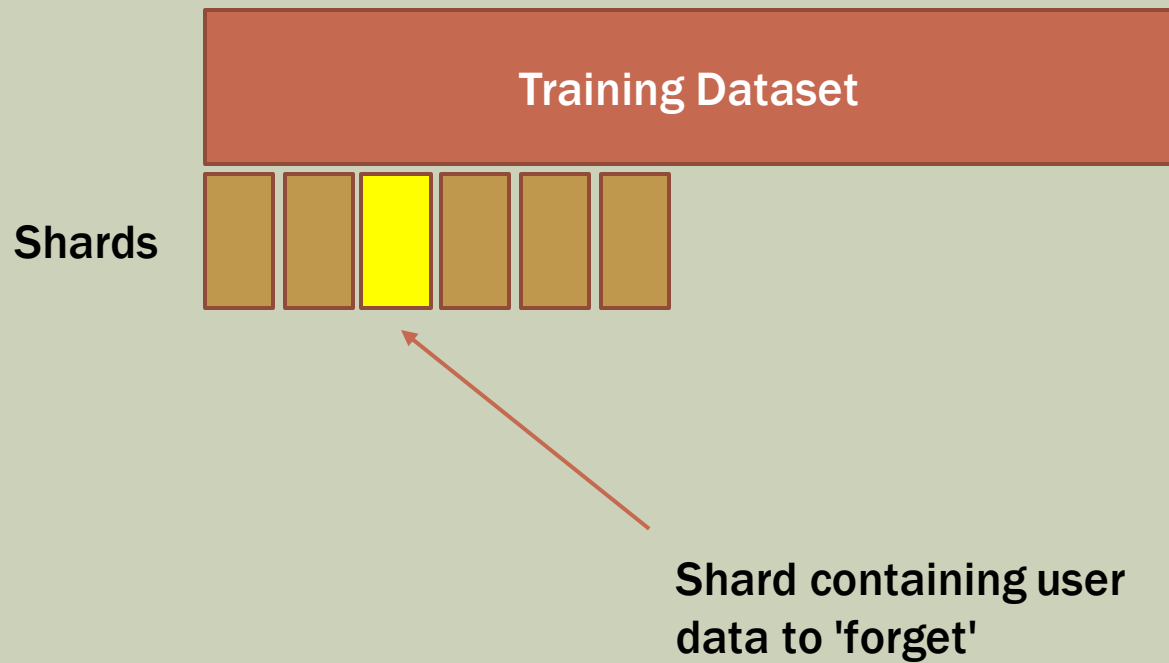 Training Dataset
Shards
Shard containing user
data to 'forget'